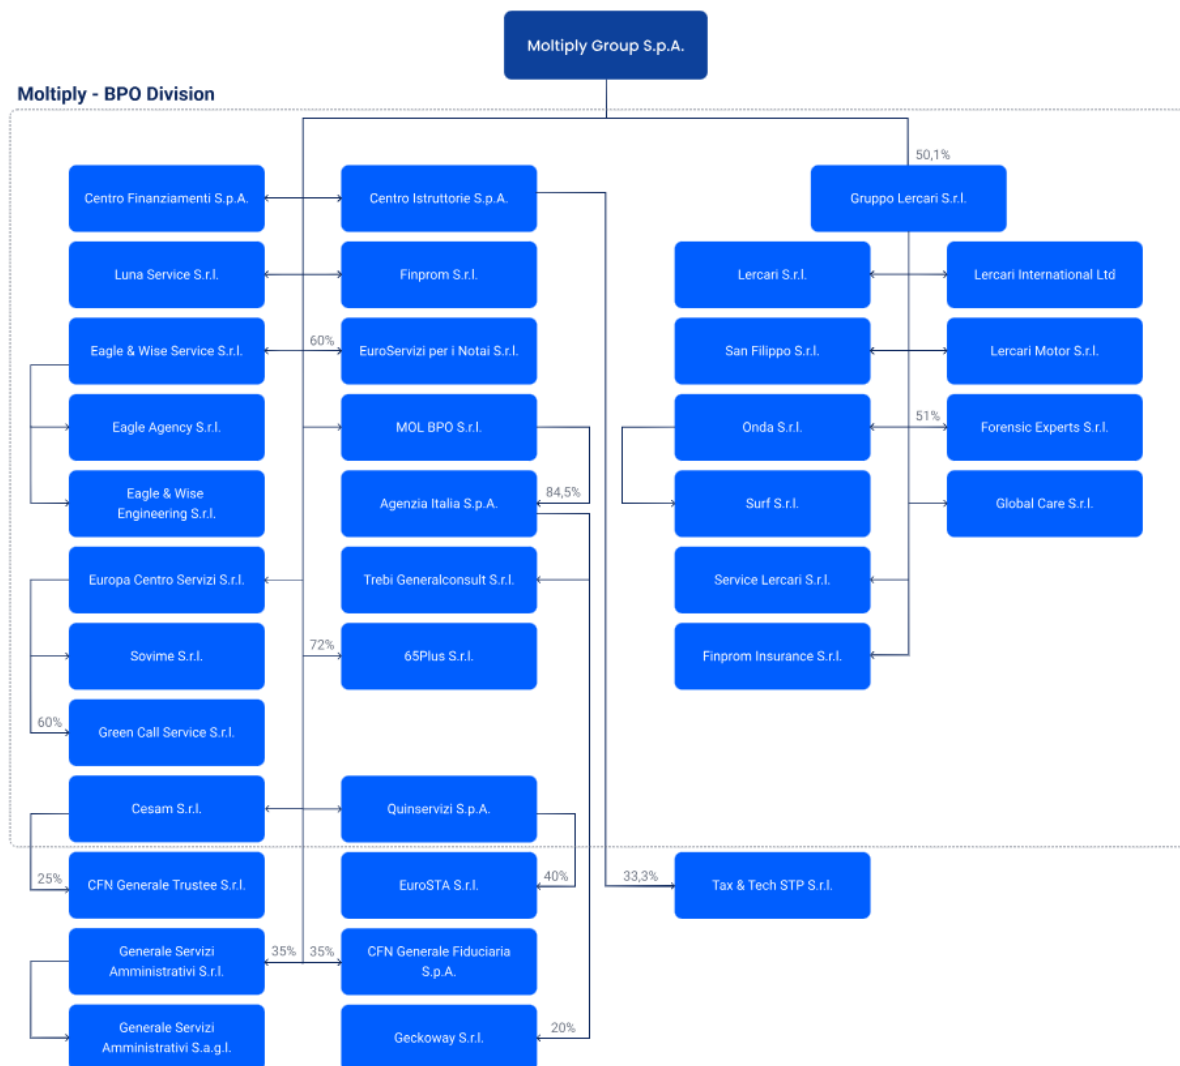 Moltiply Group S.p.A.
Moltiply - BPO Division
50,1%
Centro Finanziamenti S.p.A.
Centro Istruttorie S.p.A.
Gruppo Lercari S.r.l.
Luna Service S.r.l.
Finprom S.r.l.
Lercari S.r.l.
Lercari International Ltd
Eagle & Wise Service S.r.l.
60%
EuroServizi per i Notai S.r.l.
San Filippo S.r.l.
Lercari Motor S.r.l.
Eagle Agency S.r.l.
MOL BPO S.r.l.
Onda S.r.l.
51%
Forensic Experts S.r.l.
Eagle & Wise
Engineering S.r.l.
Agenzia Italia S.p.A.
84,5%
Surf S.r.l.
Global Care S.r.l.
Europa Centro Servizi S.r.l.
Trebi Generalconsult S.r.l.
Service Lercari S.r.l.
Sovime S.r.l.
72%
65Plus S.r.l.
Finprom Insurance S.r.l.
60%
Green Call Service S.r.l.
Cesam S.r.l.
Quinservizi S.p.A.
25%
CFN Generale Trustee S.r.l.
EuroSTA S.r.l.
40%
33,3%
Tax & Tech STP S.r.l.
Generale Servizi
Amministrativi S.r.l.
35%
35%
CFN Generale Fiduciaria
S.p.A.
Generale Servizi
Amministrativi S.a.g.l.
Geckoway S.r.l.
20%